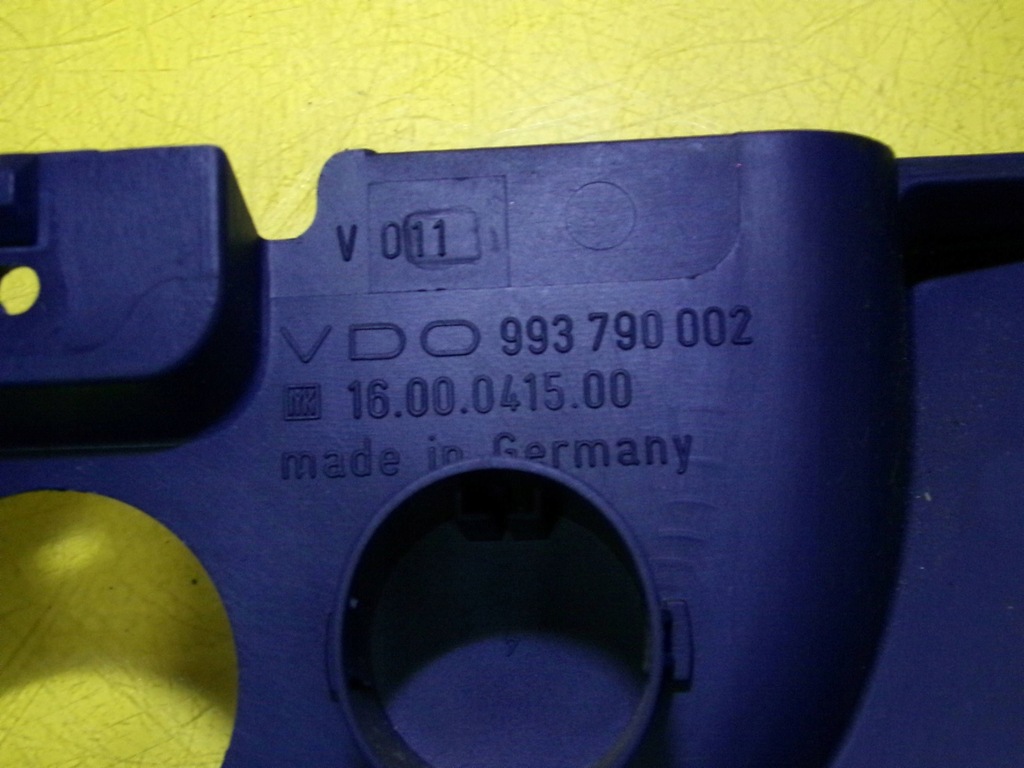 V 011
VDO 993 790 002
16.00.0415.00
made in Germany